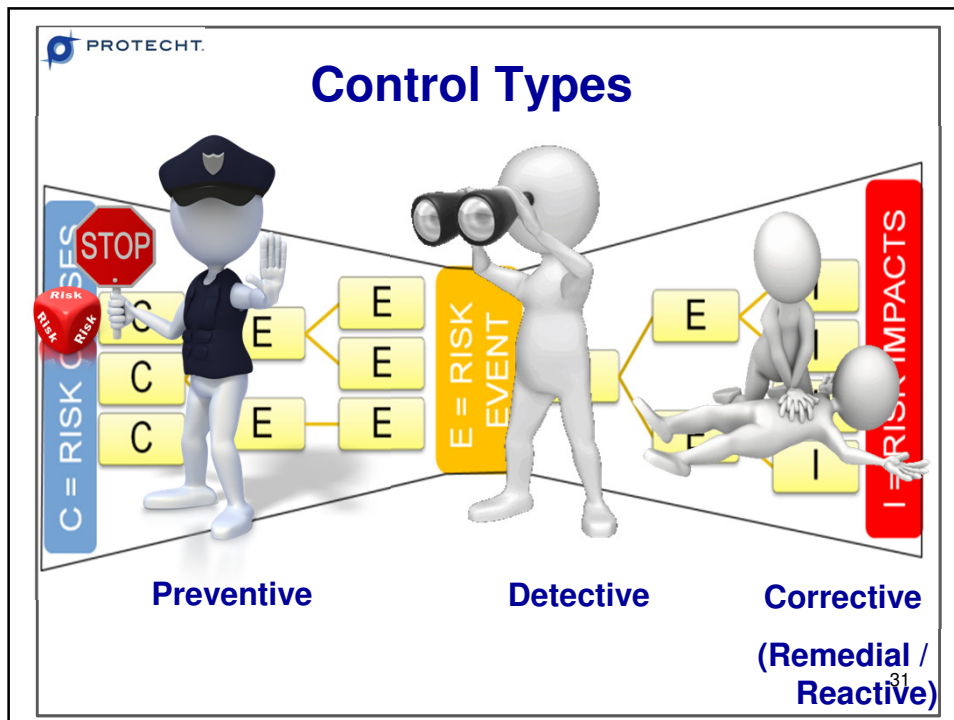 PROTECHT.
Control Types
STOP
Risk
Risk
Risk
C = RISK
SES
C
C
C
E
E
E
E
E
E = RISK
EVENT
E
I
I
I
I = RISK IMPACTS
Preventive
Detective
Corrective
(Remedial /
Reactive)
31